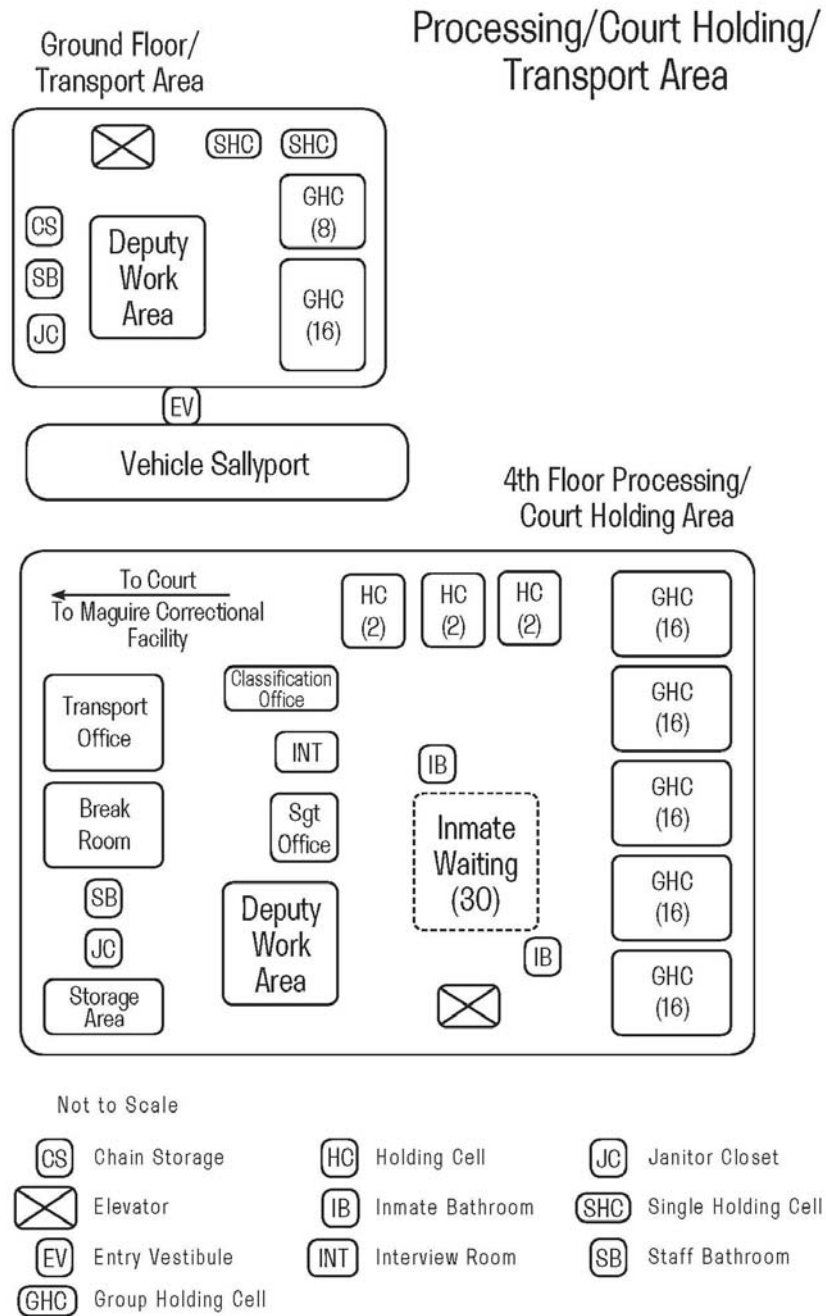 Processing/Court Holding/
Transport Area
Ground Floor/
Transport Area
SHC
SHC
GHC
(8)
CS
Deputy
Work
Area
SB
GHC
(16)
JC
EV
Vehicle Sallyport
4th Floor Processing/
Court Holding Area
To Court
To Maguire Correctional
Facility
HC
(2)
HC
(2)
HC
(2)
GHC
(16)
Classification
Office
Transport
Office
GHC
(16)
INT
IB
Break
Room
Sgt
Office
Inmate
Waiting
(30)
GHC
(16)
SB
Deputy
Work
Area
GHC
(16)
JC
IB
Storage
Area
GHC
(16)
Not to Scale
CS Chain Storage
Elevator
EV Entry Vestibule
GHC Group Holding Cell
HC Holding Cell
IB Inmate Bathroom
INT Interview Room
JC Janitor Closet
SHC Single Holding Cell
SB Staff Bathroom